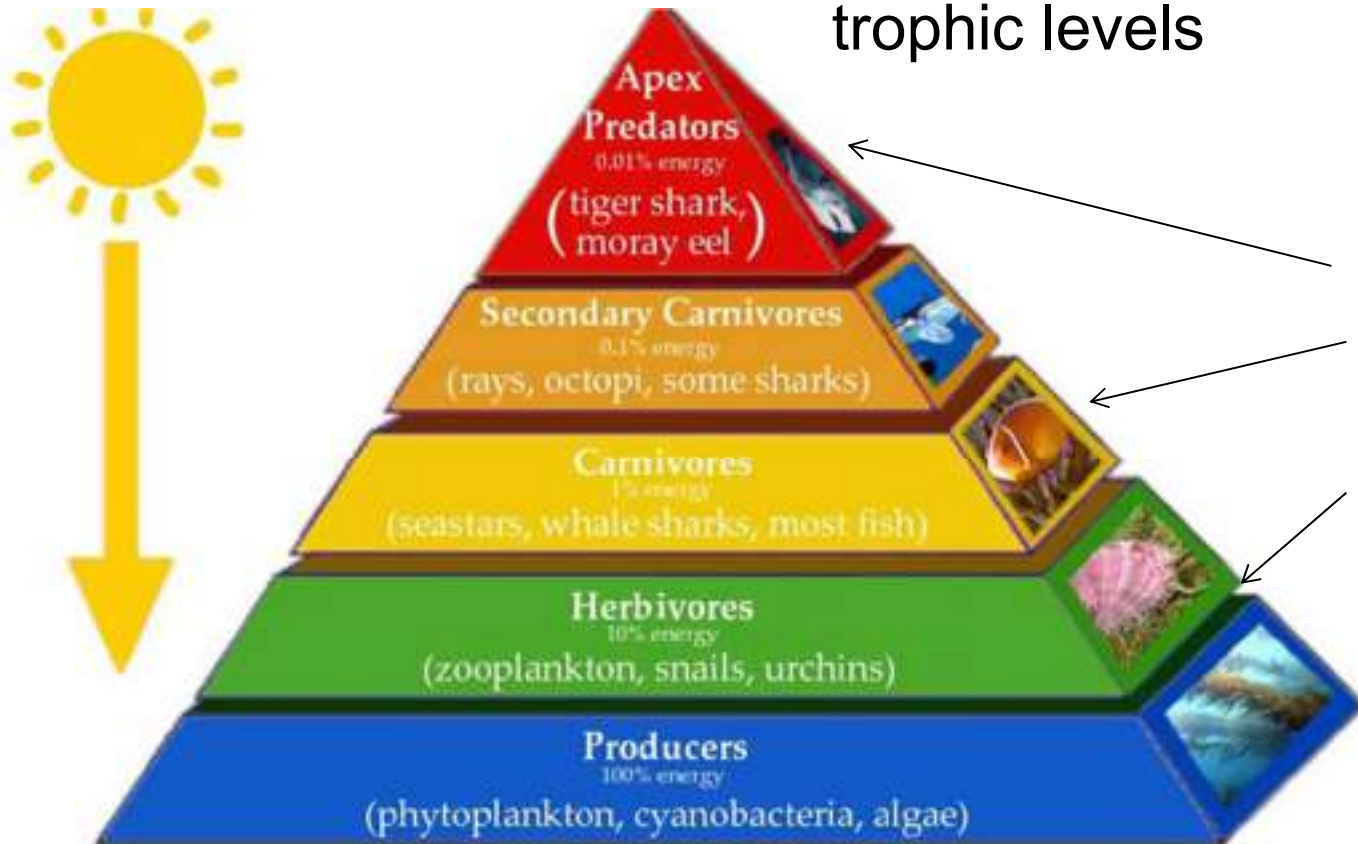 trophic levels
Apex
Predators
0.01% energy
(tiger shark,
moray eel)
Secondary Carnivores
0.1% energy
(rays, octopi, some sharks)
Carnivores
1% energy
(seastars, whale sharks, most fish)
Herbivores
10% energy
(zooplankton, snails, urchins)
Producers
100% energy
(phytoplankton, cyanobacteria, algae)